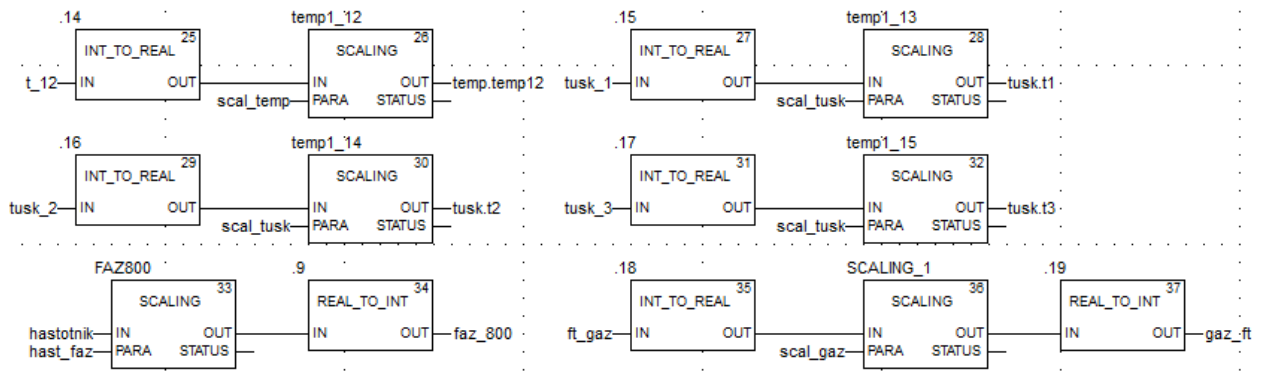 .14 temp1_12 .15 temp1_13
25 26 27 28
INT_TO_REAL SCALING INT_TO_REAL SCALING
t_12 IN OUT IN OUT temp.temp12 tusk_1 IN OUT IN OUT tusk.t1
scal_temp PARA STATUS scal_tusk PARA STATUS
.16 temp1_14 .17 temp1_15
29 30 31 32
INT_TO_REAL SCALING INT_TO_REAL SCALING
tusk_2 IN OUT IN OUT tusk.t2 tusk_3 IN OUT IN OUT tusk.t3
scal_tusk PARA STATUS scal_tusk PARA STATUS
FAZ800 .9 .18 SCALING_1 .19
33 34 35 36 37
SCALING REAL_TO_INT INT_TO_REAL SCALING REAL_TO_INT
hastotnik IN OUT IN OUT faz_800 ft_gaz IN OUT IN OUT IN OUT gaz_ft
hast_faz PARA STATUS scal_gaz PARA STATUS